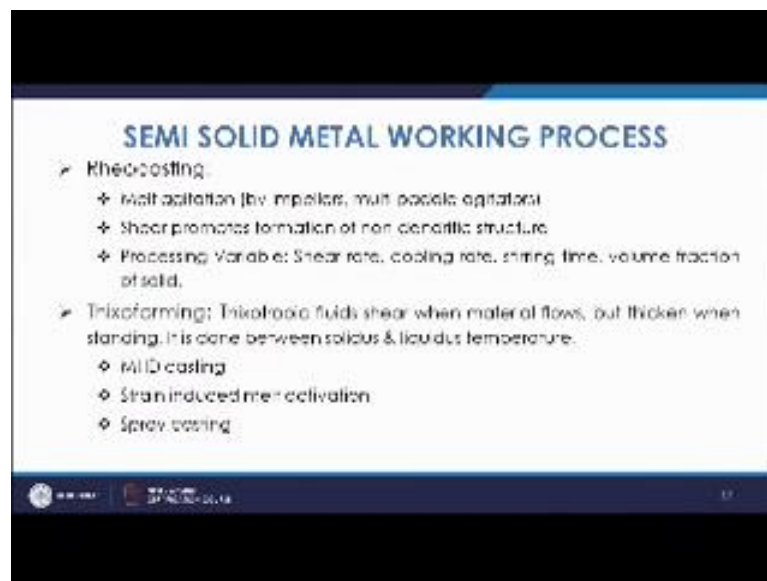 SEMI SOLID METAL WORKING PROCESS
➢ Rheocasting:
❖ Melt agitation (by impellers, multi paddle agitators)
❖ Shear promotes formation of non dendritic structure
❖ Processing Variable: Shear rate, cooling rate, stirring time, volume fraction
of solid.
➢ Thixoforming: Thixotropic fluids shear when material flows, but thicken when
standing. It is done between solidus & liquidus temperature.
❖ MHD casting
❖ Strain induced melt activation
❖ Spray casting